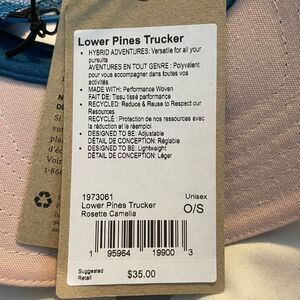 Lower Pines Trucker
• HYBRID ADVENTURES: Versatile for all your
pursuits
AVENTURES EN TOUT GENRE : Polyvalent
pour vous accompagner dans toutes vos
activités
• MADE WITH: Performance Woven
FAIT DE: Tissu tissé performance
• RECYCLED: Reduce & Reuse to Respect our
Resources
RECYCLÉ : Protection de nos ressources avec
la réduction et le réemploi
• DESIGNED TO BE: Adjustable
DÉTAIL DE CONCEPTION: Réglable
• DESIGNED TO BE: Lightweight
DÉTAIL DE CONCEPTION: Léger
1973061
Unisex
Lower Pines Trucker
O/S
Rosette Camelia
1 95964 19900 3
Suggested
Retail
$35.00